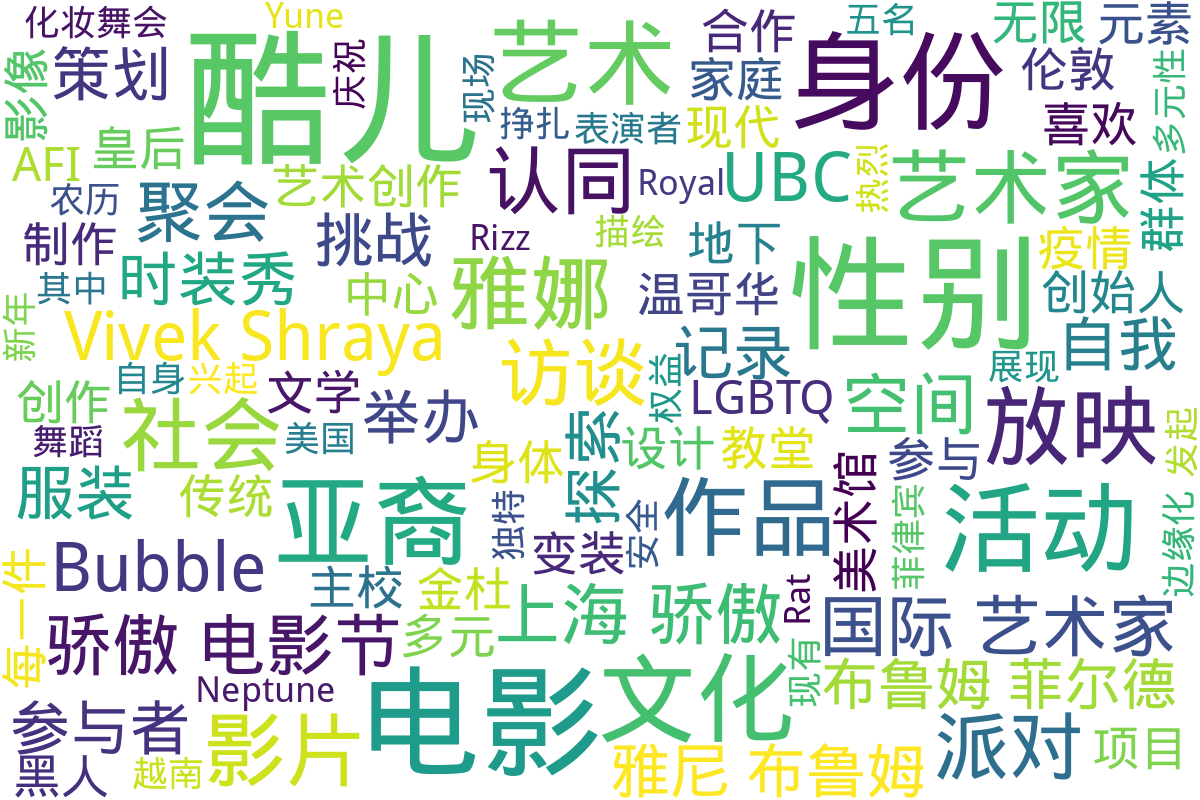 化妆舞会
Yune
酷儿
庆祝
艺术
现场
合作
身份
五名
无限
元素
影像
策划
家庭
伦敦
多元性
喜欢
AFI
皇后
挣扎
表演者
现代
艺术创作
认同
Royal
UBC
热烈
艺术家
群体
农历
聚会
制作
挑战
Rizz
描绘
地下
性别
疫情
其中
时装秀
中心
雅娜
温哥华
创始人
新年
Vivek Shraya
访谈
记录
展现
自我
自身
兴起
文学
权益
LGBTQ
空间
放映
创作
舞蹈
社会
美国
举办
身体
探索
设计
教堂
美术馆
参与
发起
服装
传统
亚裔
独特
安全
作品
菲律宾
活动
边缘化
变装
每一件
Bubble
主校
金杜
Rat
骄傲 电影节
多元
上海 骄傲
国际 艺术家
Neptune
电影
文化
现有
布鲁姆 菲尔德
参与者
影片
黑人
越南
雅尼 布鲁姆
派对
项目